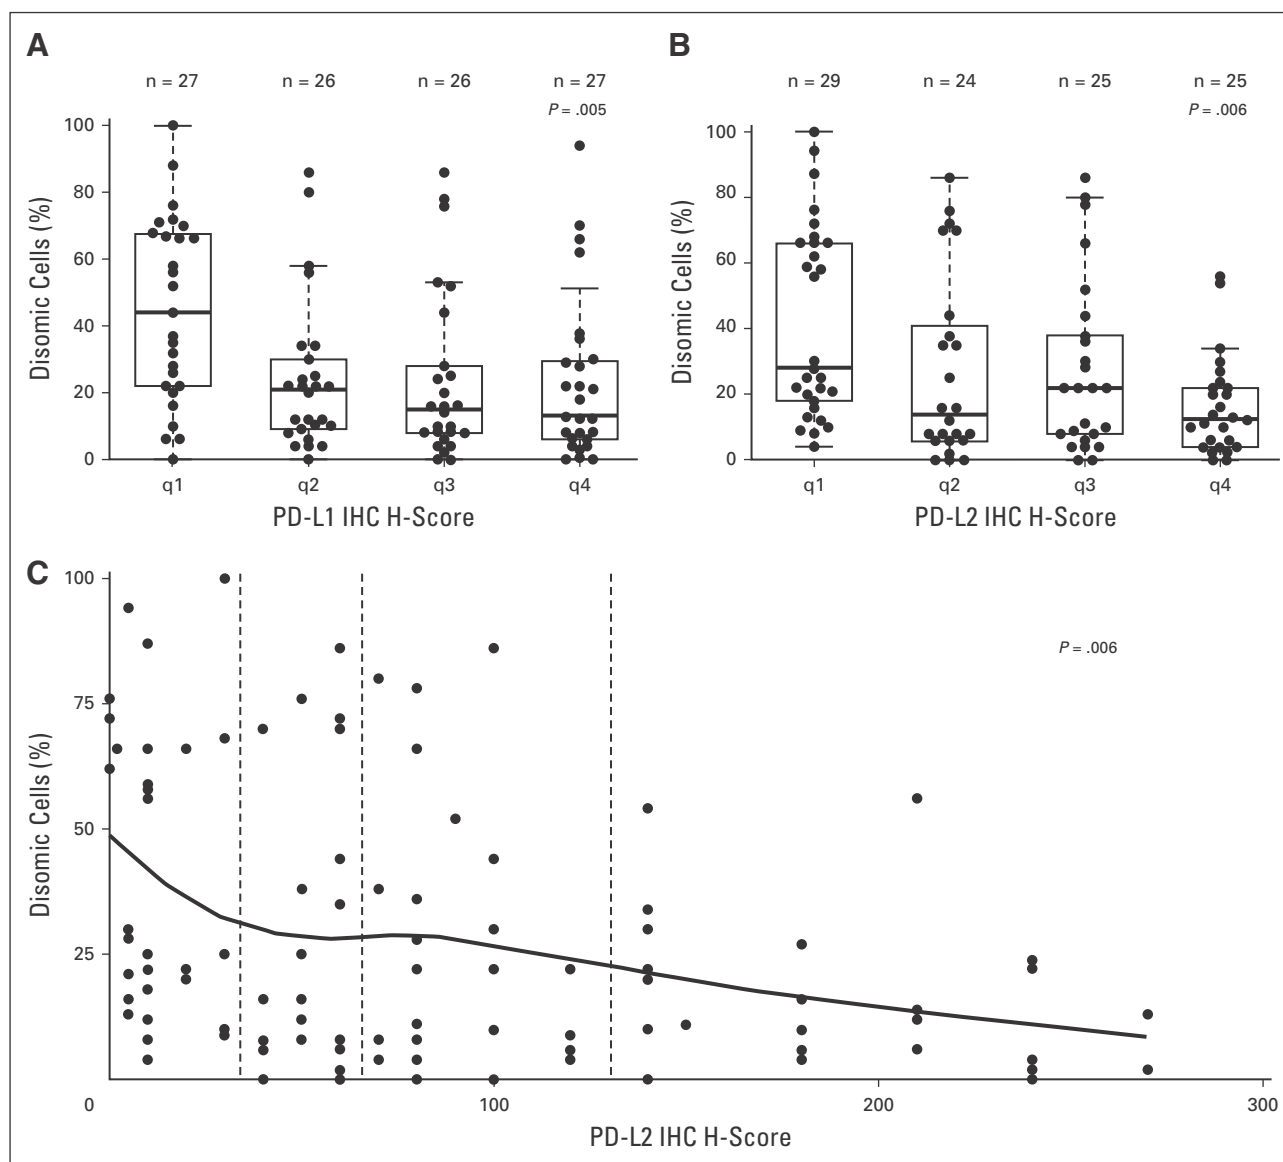 A
n = 27 n = 26 n = 26 n = 27
P = .005
100
80
60
40
20
0
Disomic Cells (%)
q1 q2 q3 q4
PD-L1 IHC H-Score
B
n = 29 n = 24 n = 25 n = 25
P = .006
100
80
60
40
20
0
Disomic Cells (%)
q1 q2 q3 q4
PD-L2 IHC H-Score
C
P = .006
100
75
50
25
Disomic Cells (%)
0 100 200 300
PD-L2 IHC H-Score